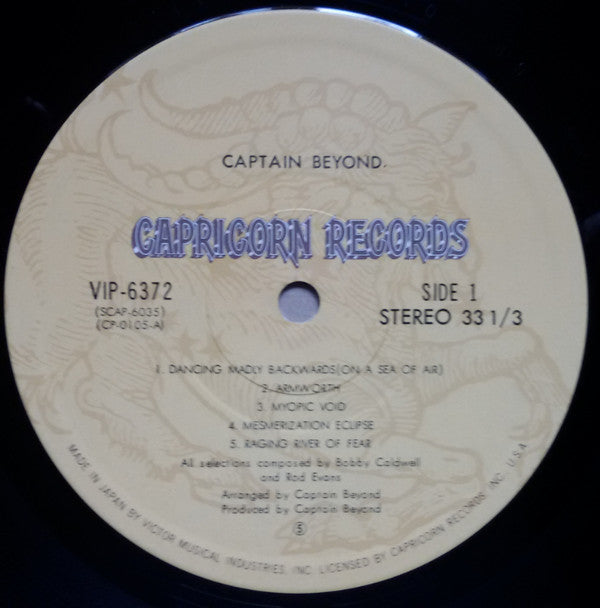 CAPTAIN BEYOND.
CAPRICORN RECORDS
VIP-6372
(SCAP-6035)
(CP-0105-A)
SIDE 1
STEREO 33 1/3
1. DANCING MADLY BACKWARDS(ON A SEA OF AIR)
2. ARMWORTH
3. MYOPIC VOID
4. MESMERIZATION ECLIPSE
5. RAGING RIVER OF FEAR
All selections composed by Bobby Caldwell
and Rod Evans
Arranged by Captain Beyond
Produced by Captain Beyond
Ⓢ
MADE IN JAPAN BY VICTOR MUSICAL INDUSTRIES, INC. LICENSED BY CAPRICORN RECORDS, INC., U.S.A.